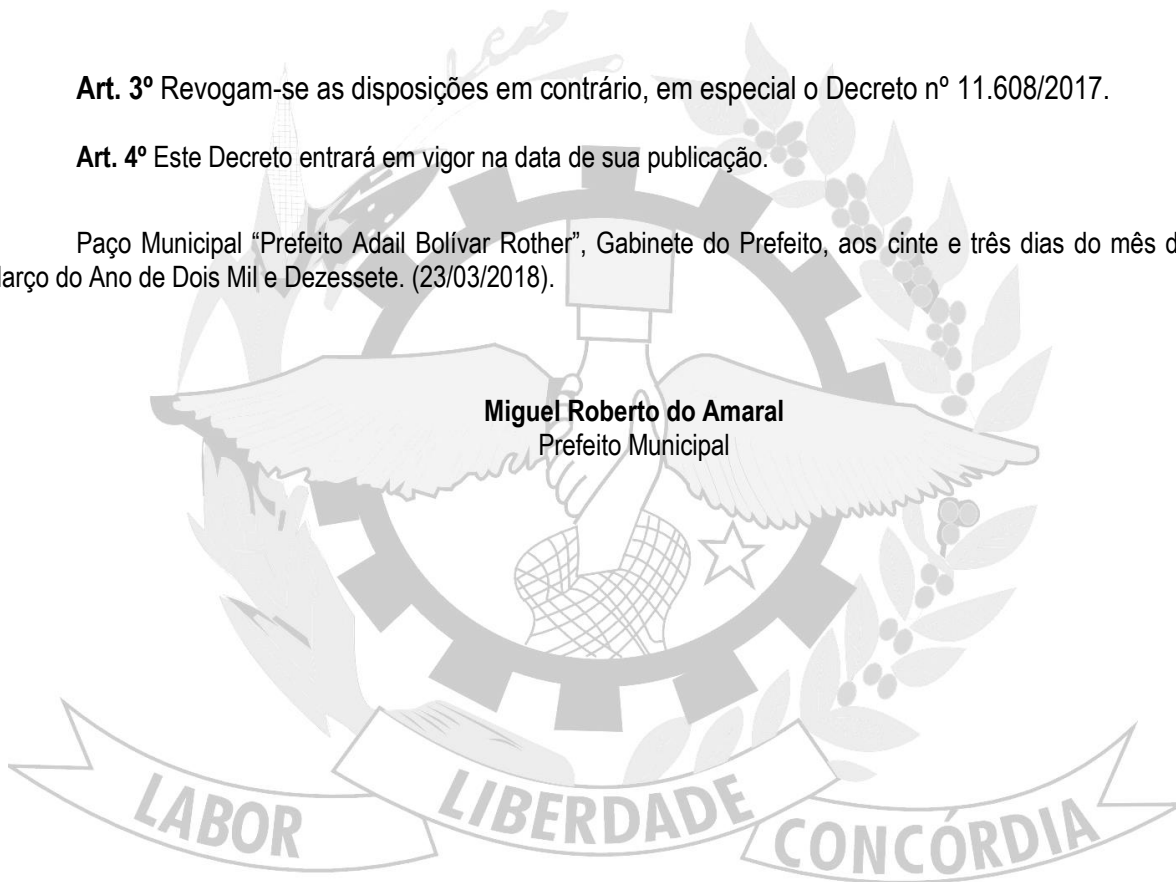 Art. 3º Revogam-se as disposições em contrário, em especial o Decreto nº 11.608/2017.
Art. 4º Este Decreto entrará em vigor na data de sua publicação.
Paço Municipal “Prefeito Adail Bolívar Rother”, Gabinete do Prefeito, aos cinte e três dias do mês d
arço do Ano de Dois Mil e Dezessete. (23/03/2018).
Miguel Roberto do Amaral
Prefeito Municipal
LABOR LIBERDADE CONCÓRDIA